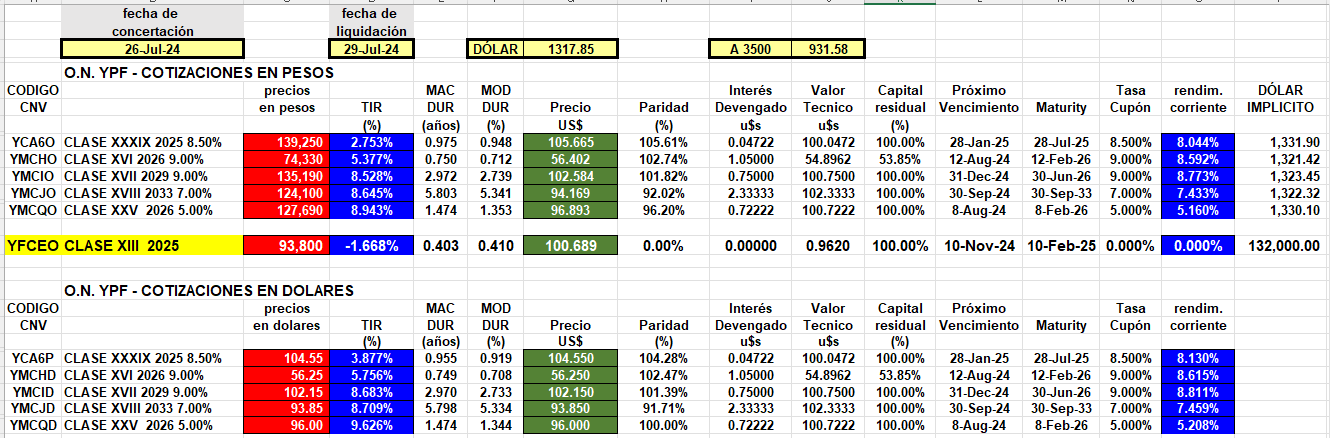 fecha de fecha de
concertación liquidación
26-Jul-24 29-Jul-24 DÓLAR 1317.85 A 3500 931.58
O.N. YPF - COTIZACIONES EN PESOS
CODIGO precios MAC MOD Interés Valor Capital Próximo Tasa rendim. DÓLAR
CNV en pesos TIR DUR DUR Precio Paridad Devengado Tecnico residual Vencimiento Maturity Cupón corriente IMPLICITO
(%) (años) (%) US$ (%) u$s u$s (%)
YCA6O CLASE XXXIX 2025 8.50% 139,250 2.753% 0.975 0.948 105.665 105.61% 0.04722 100.0472 100.00% 28-Jan-25 28-Jul-25 8.500% 8.044% 1,331.90
YMCHO CLASE XVI 2026 9.00% 74,330 5.377% 0.750 0.712 56.402 102.74% 1.05000 54.8962 53.85% 12-Aug-24 12-Feb-26 9.000% 8.592% 1,321.42
YMCIO CLASE XVII 2029 9.00% 135,190 8.528% 2.972 2.739 102.584 101.82% 0.75000 100.7500 100.00% 31-Dec-24 30-Jun-26 9.000% 8.773% 1,323.45
YMCJO CLASE XVIII 2033 7.00% 124,100 8.645% 5.803 5.341 94.169 92.02% 2.33333 102.3333 100.00% 30-Sep-24 30-Sep-33 7.000% 7.433% 1,322.32
YMCQO CLASE XXV 2026 5.00% 127,690 8.943% 1.474 1.353 96.893 96.20% 0.72222 100.7222 100.00% 8-Aug-24 8-Feb-26 5.000% 5.160% 1,330.10
YFCEO CLASE XIII 2025 93,800 -1.668% 0.403 0.410 100.689 0.00% 0.00000 0.9620 100.00% 10-Nov-24 10-Feb-25 0.000% 0.000% 132,000.00
O.N. YPF - COTIZACIONES EN DOLARES
CODIGO precios MAC MOD Interés Valor Capital Próximo Tasa rendim.
CNV en dolares TIR DUR DUR Precio Paridad Devengado Tecnico residual Vencimiento Maturity Cupón corriente
(%) (años) (%) US$ (%) u$s u$s (%)
YCA6P CLASE XXXIX 2025 8.50% 104.55 3.877% 0.955 0.919 104.550 104.28% 0.04722 100.0472 100.00% 28-Jan-25 28-Jul-25 8.500% 8.130%
YMCHD CLASE XVI 2026 9.00% 56.25 5.756% 0.749 0.708 56.250 102.47% 1.05000 54.8962 53.85% 12-Aug-24 12-Feb-26 9.000% 8.615%
YMCID CLASE XVII 2029 9.00% 102.15 8.683% 2.970 2.733 102.150 101.39% 0.75000 100.7500 100.00% 31-Dec-24 30-Jun-26 9.000% 8.811%
YMCJD CLASE XVIII 2033 7.00% 93.85 8.709% 5.798 5.334 93.850 91.71% 2.33333 102.3333 100.00% 30-Sep-24 30-Sep-33 7.000% 7.459%
YMCQD CLASE XXV 2026 5.00% 96.00 9.626% 1.474 1.344 96.000 100.00% 0.72222 100.7222 100.00% 8-Aug-24 8-Feb-26 5.000% 5.208%